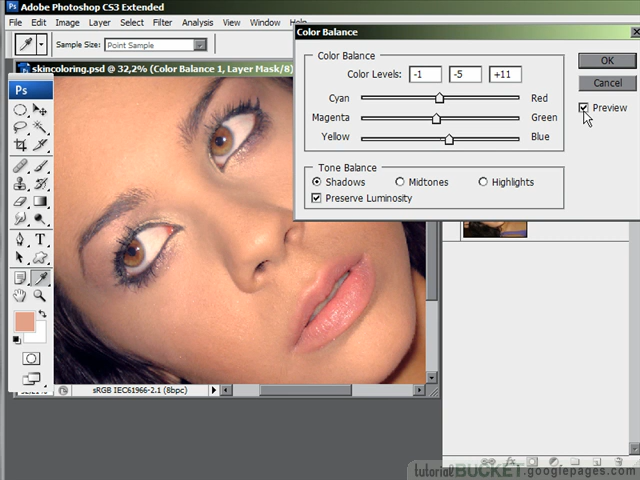 Adobe Photoshop CS3 Extended
File Edit Image Layer Select Filter Analysis View Window
Sample Size: Point Sample
skincoloring.psd @ 32,2% (Color Balance 1, Layer Mask/8)
Ps
Color Balance
Color Balance
Color Levels: -1 -5 +11
Cyan Red
Magenta Green
Yellow Blue
Tone Balance
Shadows Midtones Highlights
Preserve Luminosity
OK
Cancel
Preview
sRGB IEC61966-2.1 (8bpc)
tutorialBUCKET.googlepages.com